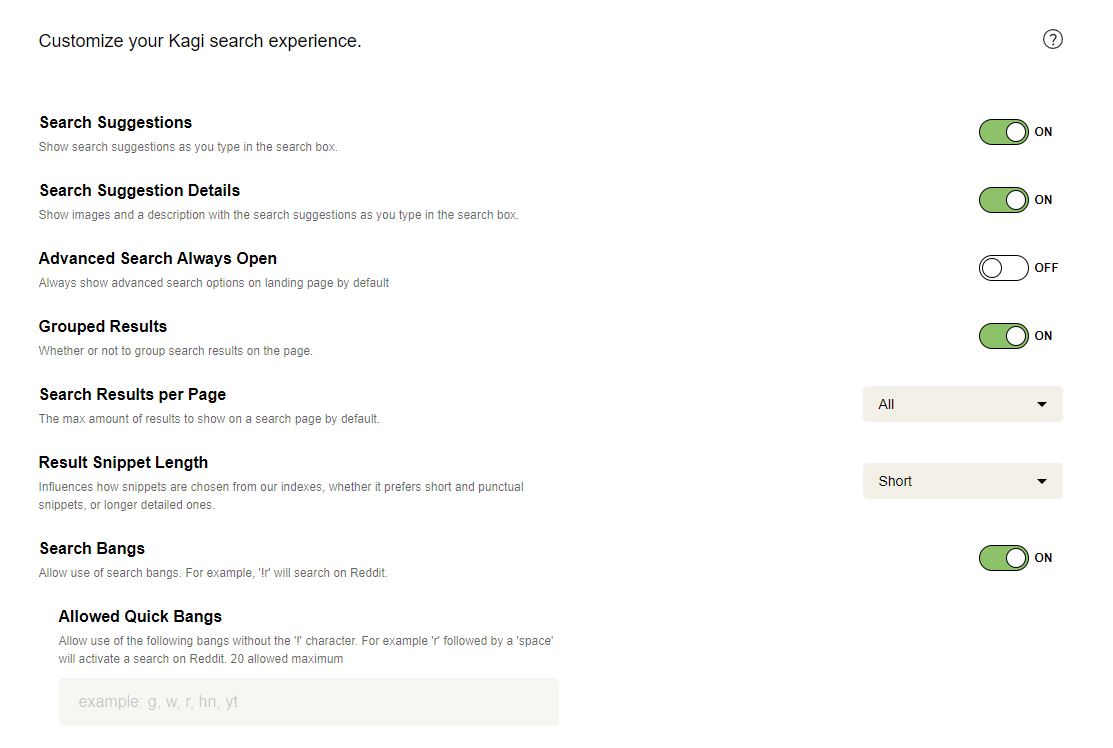 Customize your Kagi search experience.
?
Search Suggestions
Show search suggestions as you type in the search box.
ON
Search Suggestion Details
Show images and a description with the search suggestions as you type in the search box.
ON
Advanced Search Always Open
Always show advanced search options on landing page by default
OFF
Grouped Results
Whether or not to group search results on the page.
ON
Search Results per Page
The max amount of results to show on a search page by default.
All
Result Snippet Length
Influences how snippets are chosen from our indexes, whether it prefers short and punctual
snippets, or longer detailed ones.
Short
Search Bangs
Allow use of search bangs. For example, '!r' will search on Reddit.
ON
Allowed Quick Bangs
Allow use of the following bangs without the '!' character. For example 'r' followed by a 'space'
will activate a search on Reddit. 20 allowed maximum
example: g, w, r, hn, yt